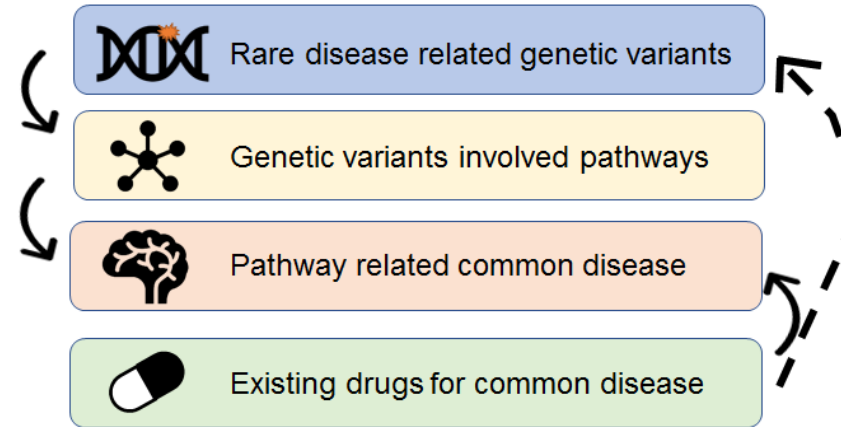 Rare disease related genetic variants
Genetic variants involved pathways
Pathway related common disease
Existing drugs for common disease